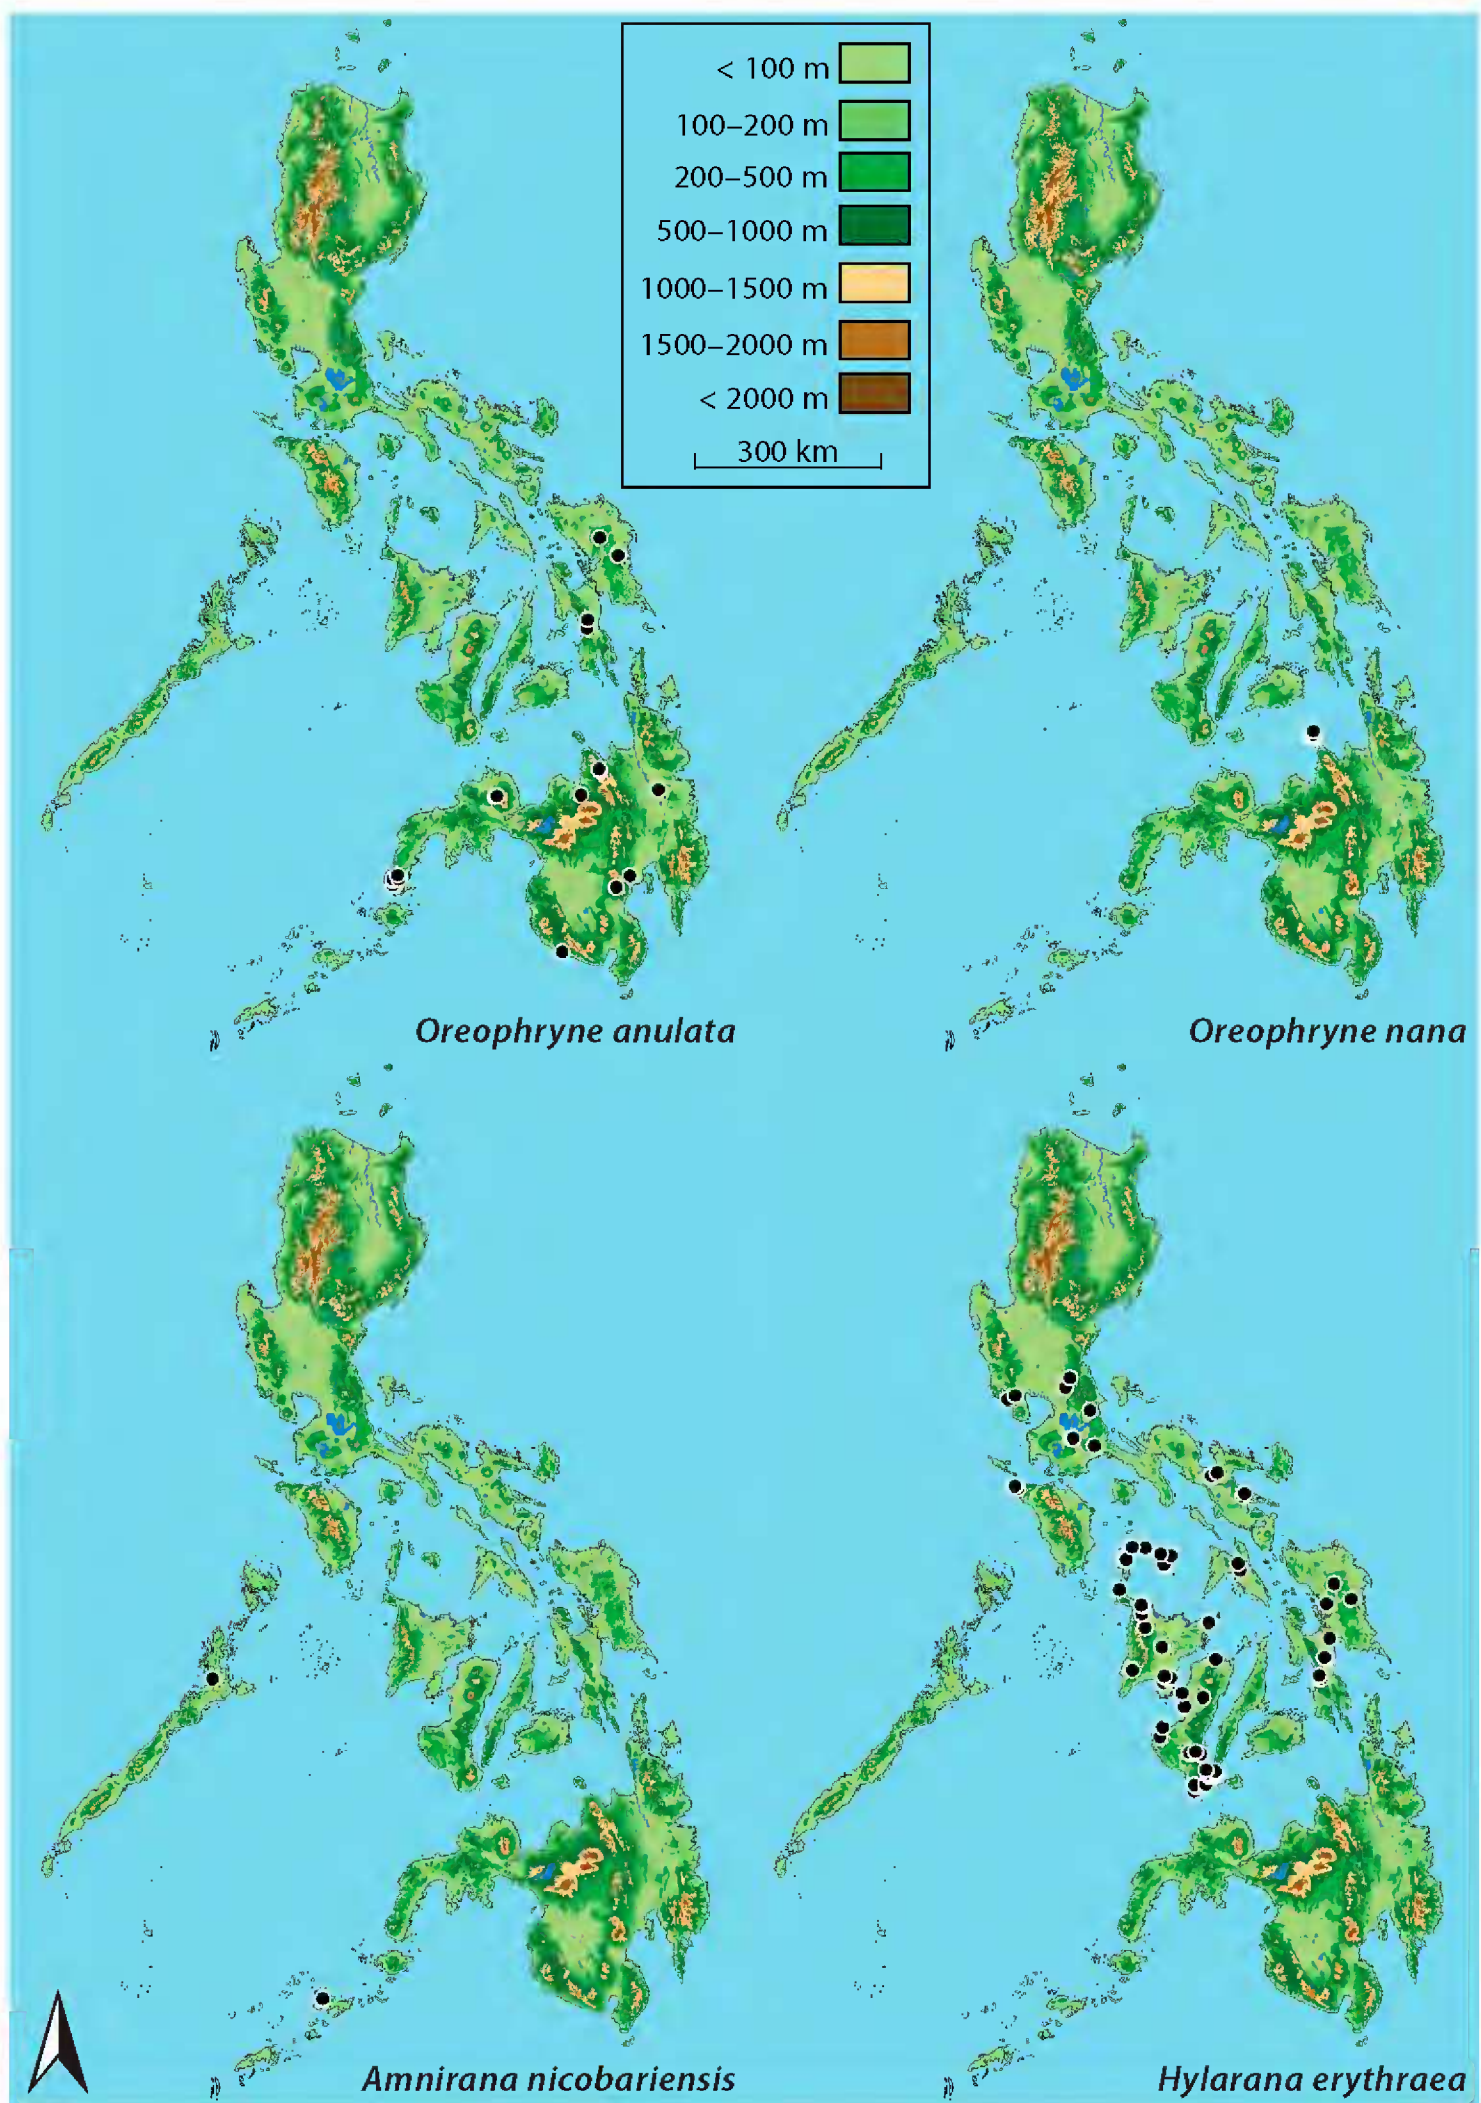 < 100 m
100–200 m
200–500 m
500–1000 m
1000–1500 m
1500–2000 m
< 2000 m
300 km
Oreophryne anulata
Oreophryne nana
Amnirana nicobariensis
Hylarana erythraea